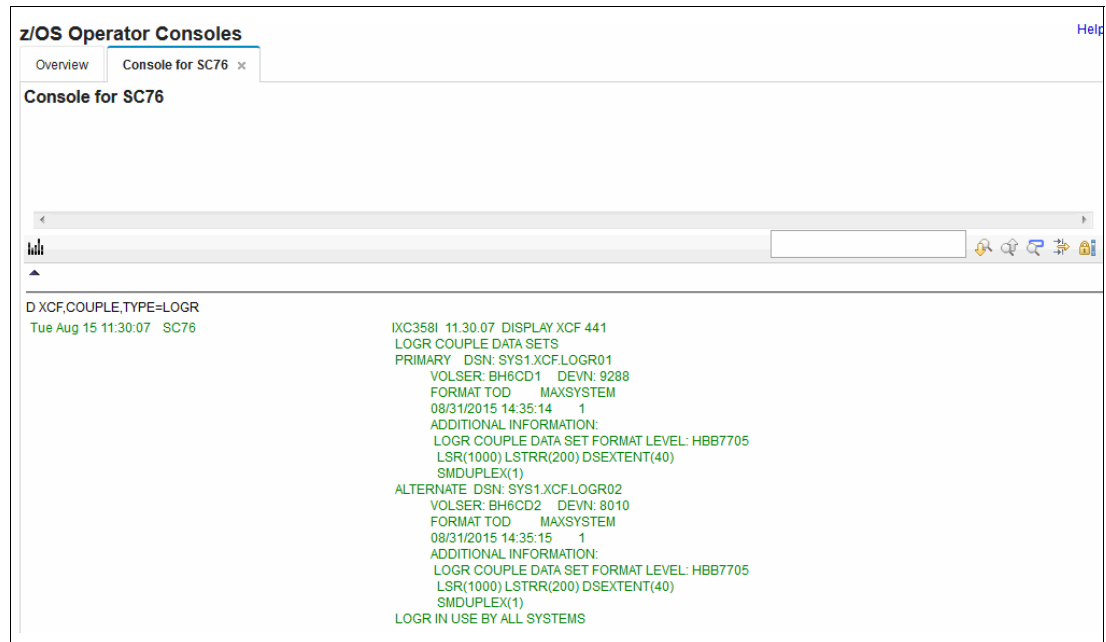 z/OS Operator Consoles
Help
Overview
Console for SC76 ×
Console for SC76
D XCF,COUPLE,TYPE=LOGR
Tue Aug 15 11:30:07 SC76 IXC358I 11.30.07 DISPLAY XCF 441
LOGR COUPLE DATA SETS
PRIMARY DSN: SYS1.XCF.LOGR01
VOLSER: BH6CD1 DEVN: 9288
FORMAT TOD MAXSYSTEM
08/31/2015 14:35:14 1
ADDITIONAL INFORMATION:
LOGR COUPLE DATA SET FORMAT LEVEL: HBB7705
LSR(1000) LSTRR(200) DSEXTENT(40)
SMDUPLEX(1)
ALTERNATE DSN: SYS1.XCF.LOGR02
VOLSER: BH6CD2 DEVN: 8010
FORMAT TOD MAXSYSTEM
08/31/2015 14:35:15 1
ADDITIONAL INFORMATION:
LOGR COUPLE DATA SET FORMAT LEVEL: HBB7705
LSR(1000) LSTRR(200) DSEXTENT(40)
SMDUPLEX(1)
LOGR IN USE BY ALL SYSTEMS